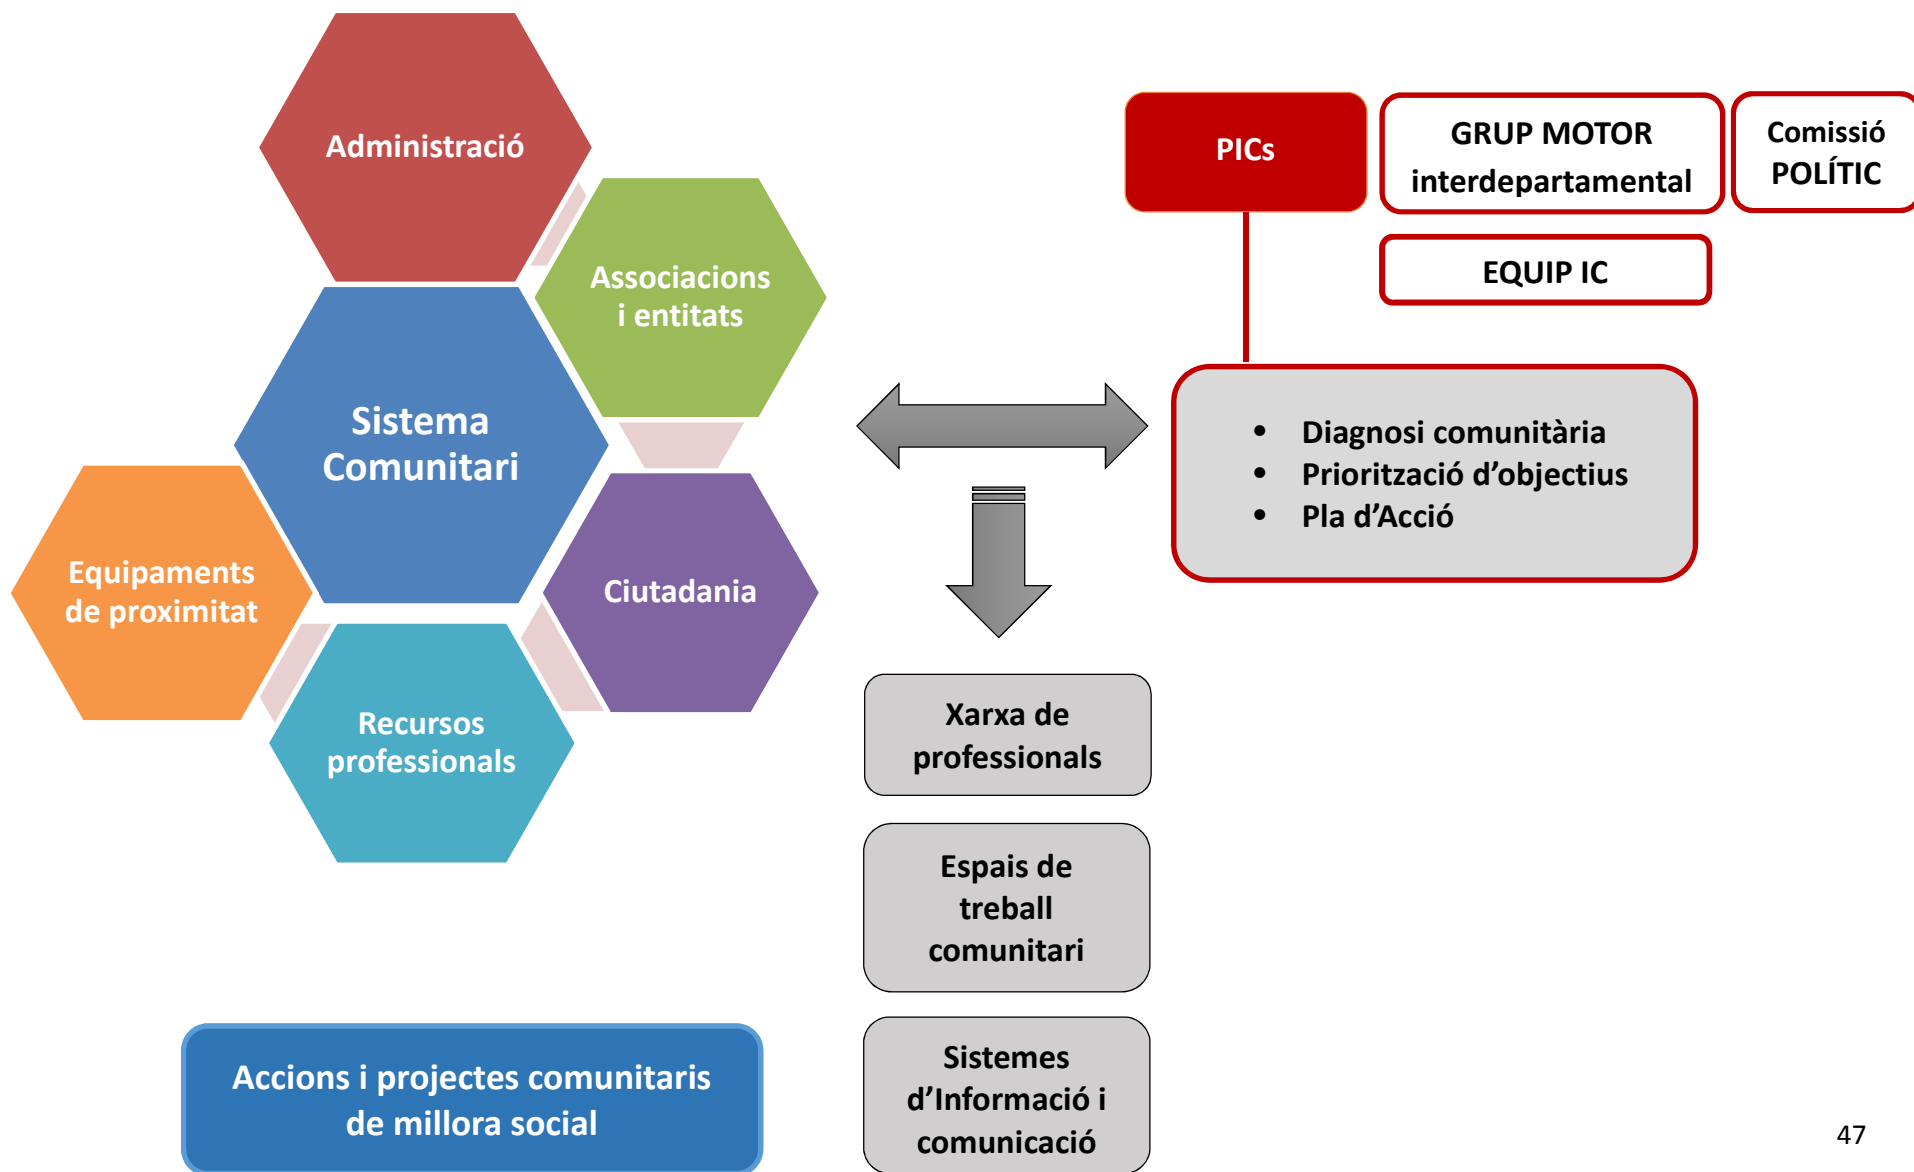 Administració
Associacions
i entitats
Sistema
Comunitari
Equipaments
de proximitat
Ciutadania
Recursos
professionals
Accions i projectes comunitaris
de millora social
PICs
GRUP MOTOR
interdepartamental
Comissió
POLÍTIC
EQUIP IC
• Diagnosi comunitària
• Priorització d’objectius
• Pla d’Acció
Xarxa de
professionals
Espais de
treball
comunitari
Sistemes
d’Informació i
comunicació
47